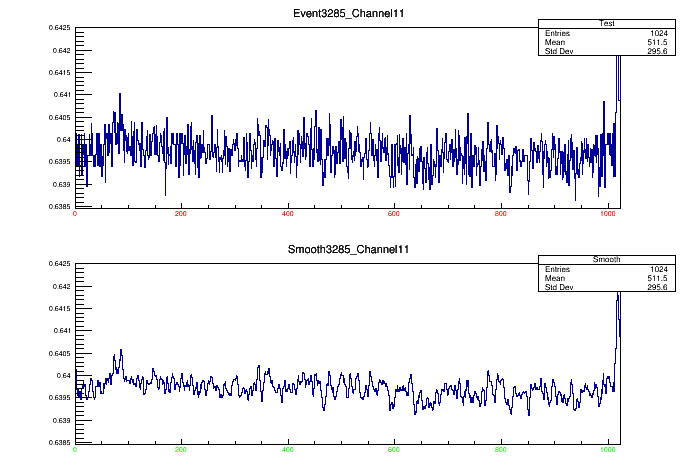 Event3285_Channel11
Test
Entries 1024
Mean 511.5
Std Dev 295.6
0.6425
0.642
0.6415
0.641
0.6405
0.64
0.6395
0.639
0.6385
0 200 400 600 800 1000
Smooth3285_Channel11
Smooth
Entries 1024
Mean 511.5
Std Dev 295.6
0.6425
0.642
0.6415
0.641
0.6405
0.64
0.6395
0.639
0.6385
0 200 400 600 800 1000